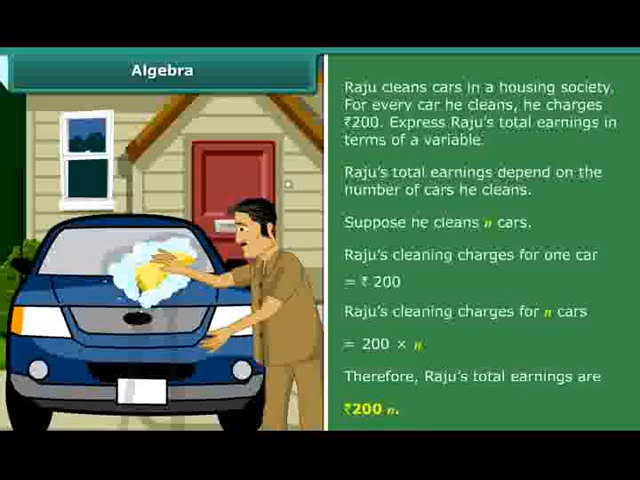 Algebra
Raju cleans cars in a housing society.
For every car he cleans, he charges
₹200. Express Raju's total earnings in
terms of a variable.
Raju's total earnings depend on the
number of cars he cleans.
Suppose he cleans n cars.
Raju's cleaning charges for one car
= ₹ 200
Raju's cleaning charges for n cars
= 200 × n
Therefore, Raju's total earnings are
₹200 n.